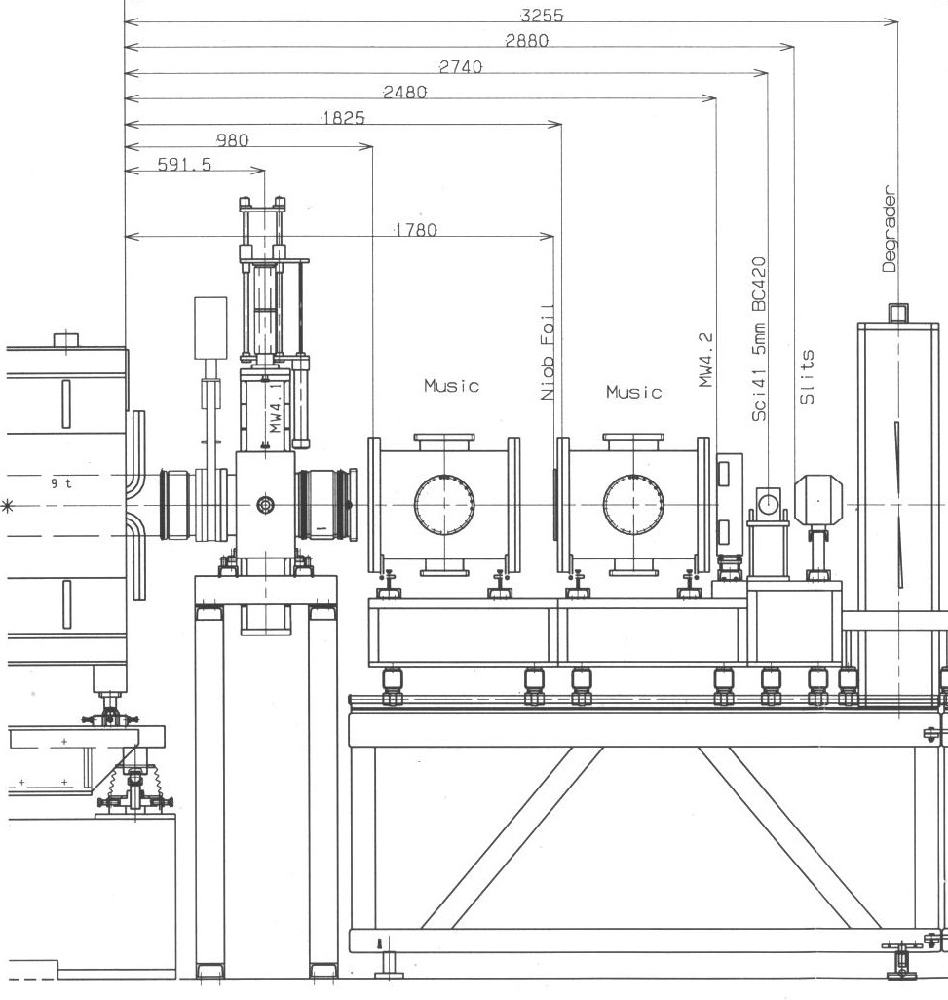 3255
2880
2740
2480
1825
980
591.5
1780
Degrader
Sci41 5mm BC420
Niob Foil
MW4.2
Slits
MW4.1
Music
Music
g t